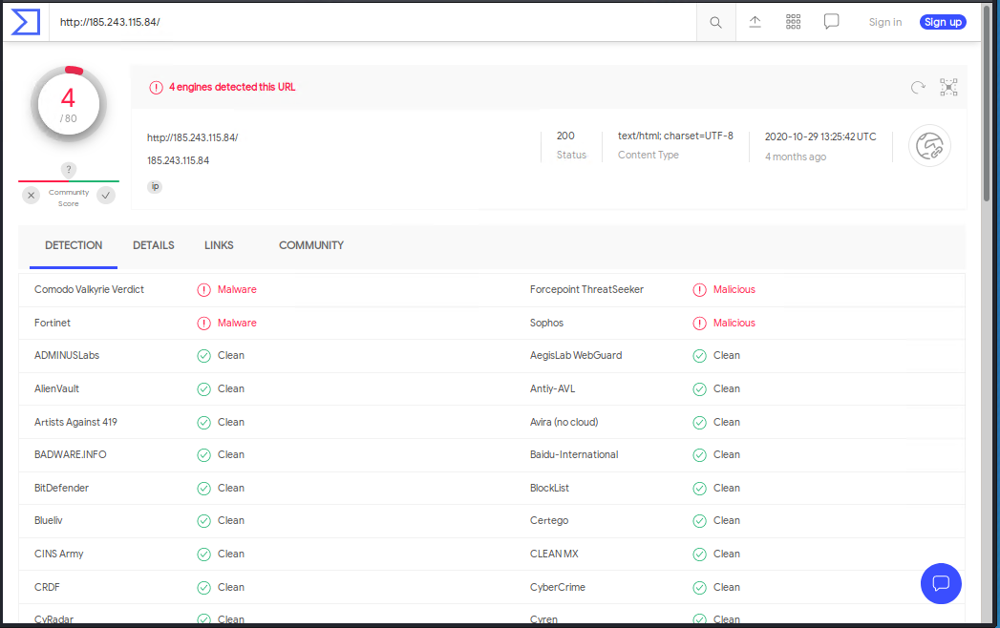 http://185.243.115.84/
Sign in
Sign up
4
/ 80
4 engines detected this URL
?
Community
Score
http://185.243.115.84/
185.243.115.84
ip
200
Status
text/html; charset=UTF-8
Content Type
2020-10-29 13:25:42 UTC
4 months ago
DETECTION DETAILS LINKS COMMUNITY
Comodo Valkyrie Verdict Malware Forcepoint ThreatSeeker Malicious
Fortinet Malware Sophos Malicious
ADMINUSLabs Clean AegisLab WebGuard Clean
AlienVault Clean Antiy-AVL Clean
Artists Against 419 Clean Avira (no cloud) Clean
BADWARE.INFO Clean Baidu-International Clean
BitDefender Clean BlockList Clean
Blueliv Clean Certego Clean
CINS Army Clean CLEAN MX Clean
CRDF Clean CyberCrime Clean
CyRadar Clean Cyren Clean